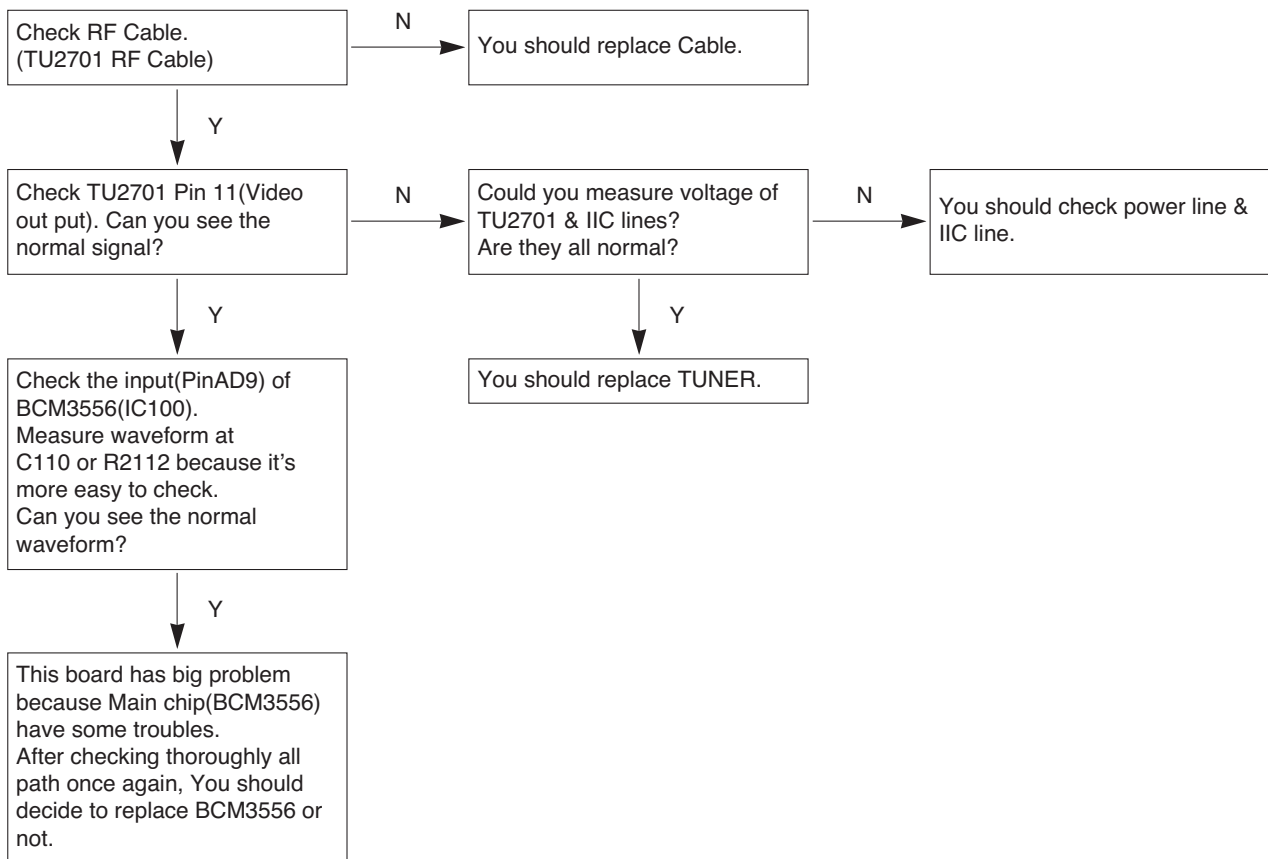 Check RF Cable.
(TU2701 RF Cable)
N
You should replace Cable.
Y
Check TU2701 Pin 11(Video
out put). Can you see the
normal signal?
N
Could you measure voltage of
TU2701 & IIC lines?
Are they all normal?
N
You should check power line &
IIC line.
Y
Y
Check the input(PinAD9) of
BCM3556(IC100).
Measure waveform at
C110 or R2112 because it's
more easy to check.
Can you see the normal
waveform?
You should replace TUNER.
Y
This board has big problem
because Main chip(BCM3556)
have some troubles.
After checking thoroughly all
path once again, You should
decide to replace BCM3556 or
not.